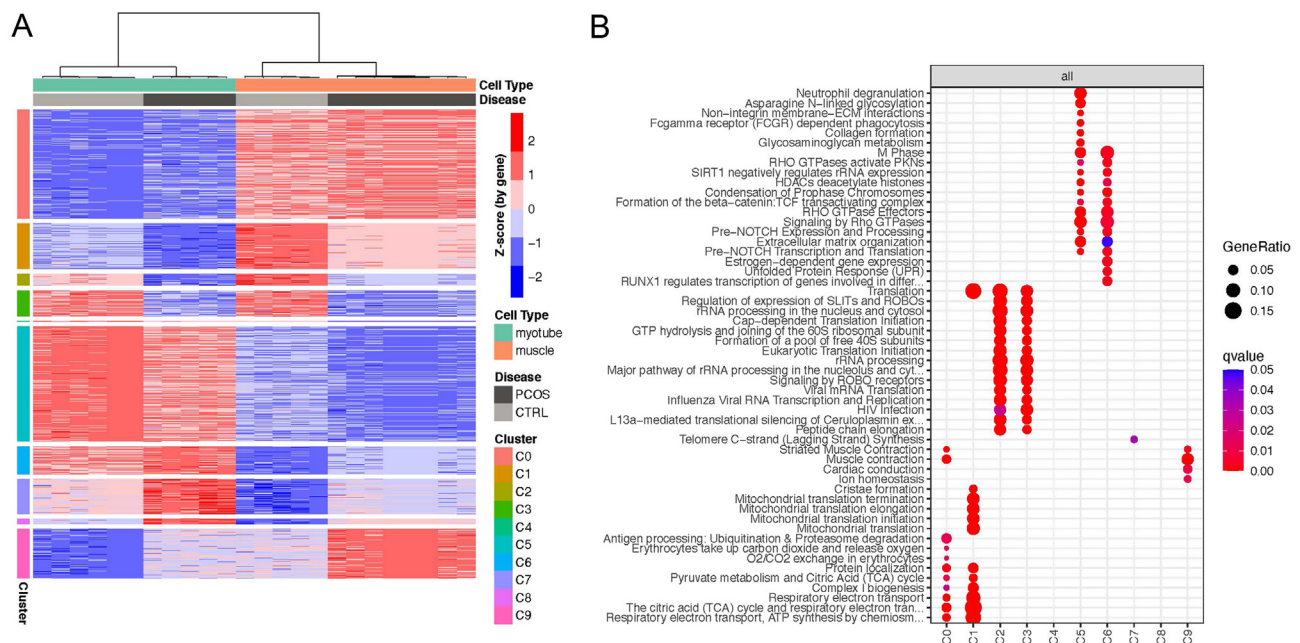 A
Cell Type
Disease
2
1
0
−1
−2
Z-score (by gene)
Cell Type
myotube
muscle
Disease
PCOS
CTRL
Cluster
C0
C1
C2
C3
C4
C5
C6
C7
C8
C9
Cluster
B
all
Neutrophil degranulation
Asparagine N−linked glycosylation
Non−integrin membrane−ECM interactions
Fcgamma receptor (FCGR) dependent phagocytosis
Collagen formation
Glycosaminoglycan metabolism
M Phase
RHO GTPases activate PKNs
SIRT1 negatively regulates rRNA expression
HDACs deacetylate histones
Condensation of Prophase Chromosomes
Formation of the beta−catenin:TCF transactivating complex
RHO GTPase Effectors
Signaling by Rho GTPases
Pre−NOTCH Expression and Processing
Extracellular matrix organization
Pre−NOTCH Transcription and Translation
Estrogen−dependent gene expression
Unfolded Protein Response (UPR)
RUNX1 regulates transcription of genes involved in differ...
Translation
Regulation of expression of SLITs and ROBOs
rRNA processing in the nucleus and cytosol
Cap−dependent Translation Initiation
GTP hydrolysis and joining of the 60S ribosomal subunit
Formation of a pool of free 40S subunits
Eukaryotic Translation Initiation
rRNA processing
Major pathway of rRNA processing in the nucleolus and cyt...
Signaling by ROBO receptors
Viral mRNA Translation
Influenza Viral RNA Transcription and Replication
HIV Infection
L13a−mediated translational silencing of Ceruloplasmin ex...
Peptide chain elongation
Telomere C−strand (Lagging Strand) Synthesis
Striated Muscle Contraction
Muscle contraction
Cardiac conduction
Ion homeostasis
Cristae formation
Mitochondrial translation termination
Mitochondrial translation elongation
Mitochondrial translation initiation
Mitochondrial translation
Antigen processing: Ubiquitination & Proteasome degradation
Erythrocytes take up carbon dioxide and release oxygen
O2/CO2 exchange in erythrocytes
Protein localization
Pyruvate metabolism and Citric Acid (TCA) cycle
Complex I biogenesis
Respiratory electron transport
The citric acid (TCA) cycle and respiratory electron tran...
Respiratory electron transport, ATP synthesis by chemiosm...
C0
C1
C2
C3
C4
C5
C6
C7
C8
C9
GeneRatio
0.05
0.10
0.15
qvalue
0.05
0.04
0.03
0.02
0.01
0.00